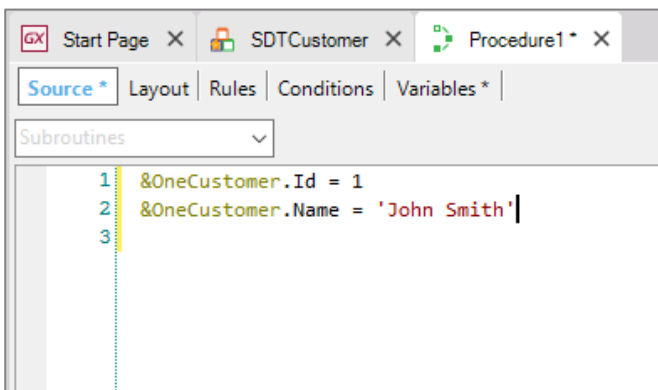 GX Start Page SDTCustomer Procedure1 *
Source * Layout Rules Conditions Variables *
Subroutines
1 &OneCustomer.Id = 1
2 &OneCustomer.Name = 'John Smith'
3